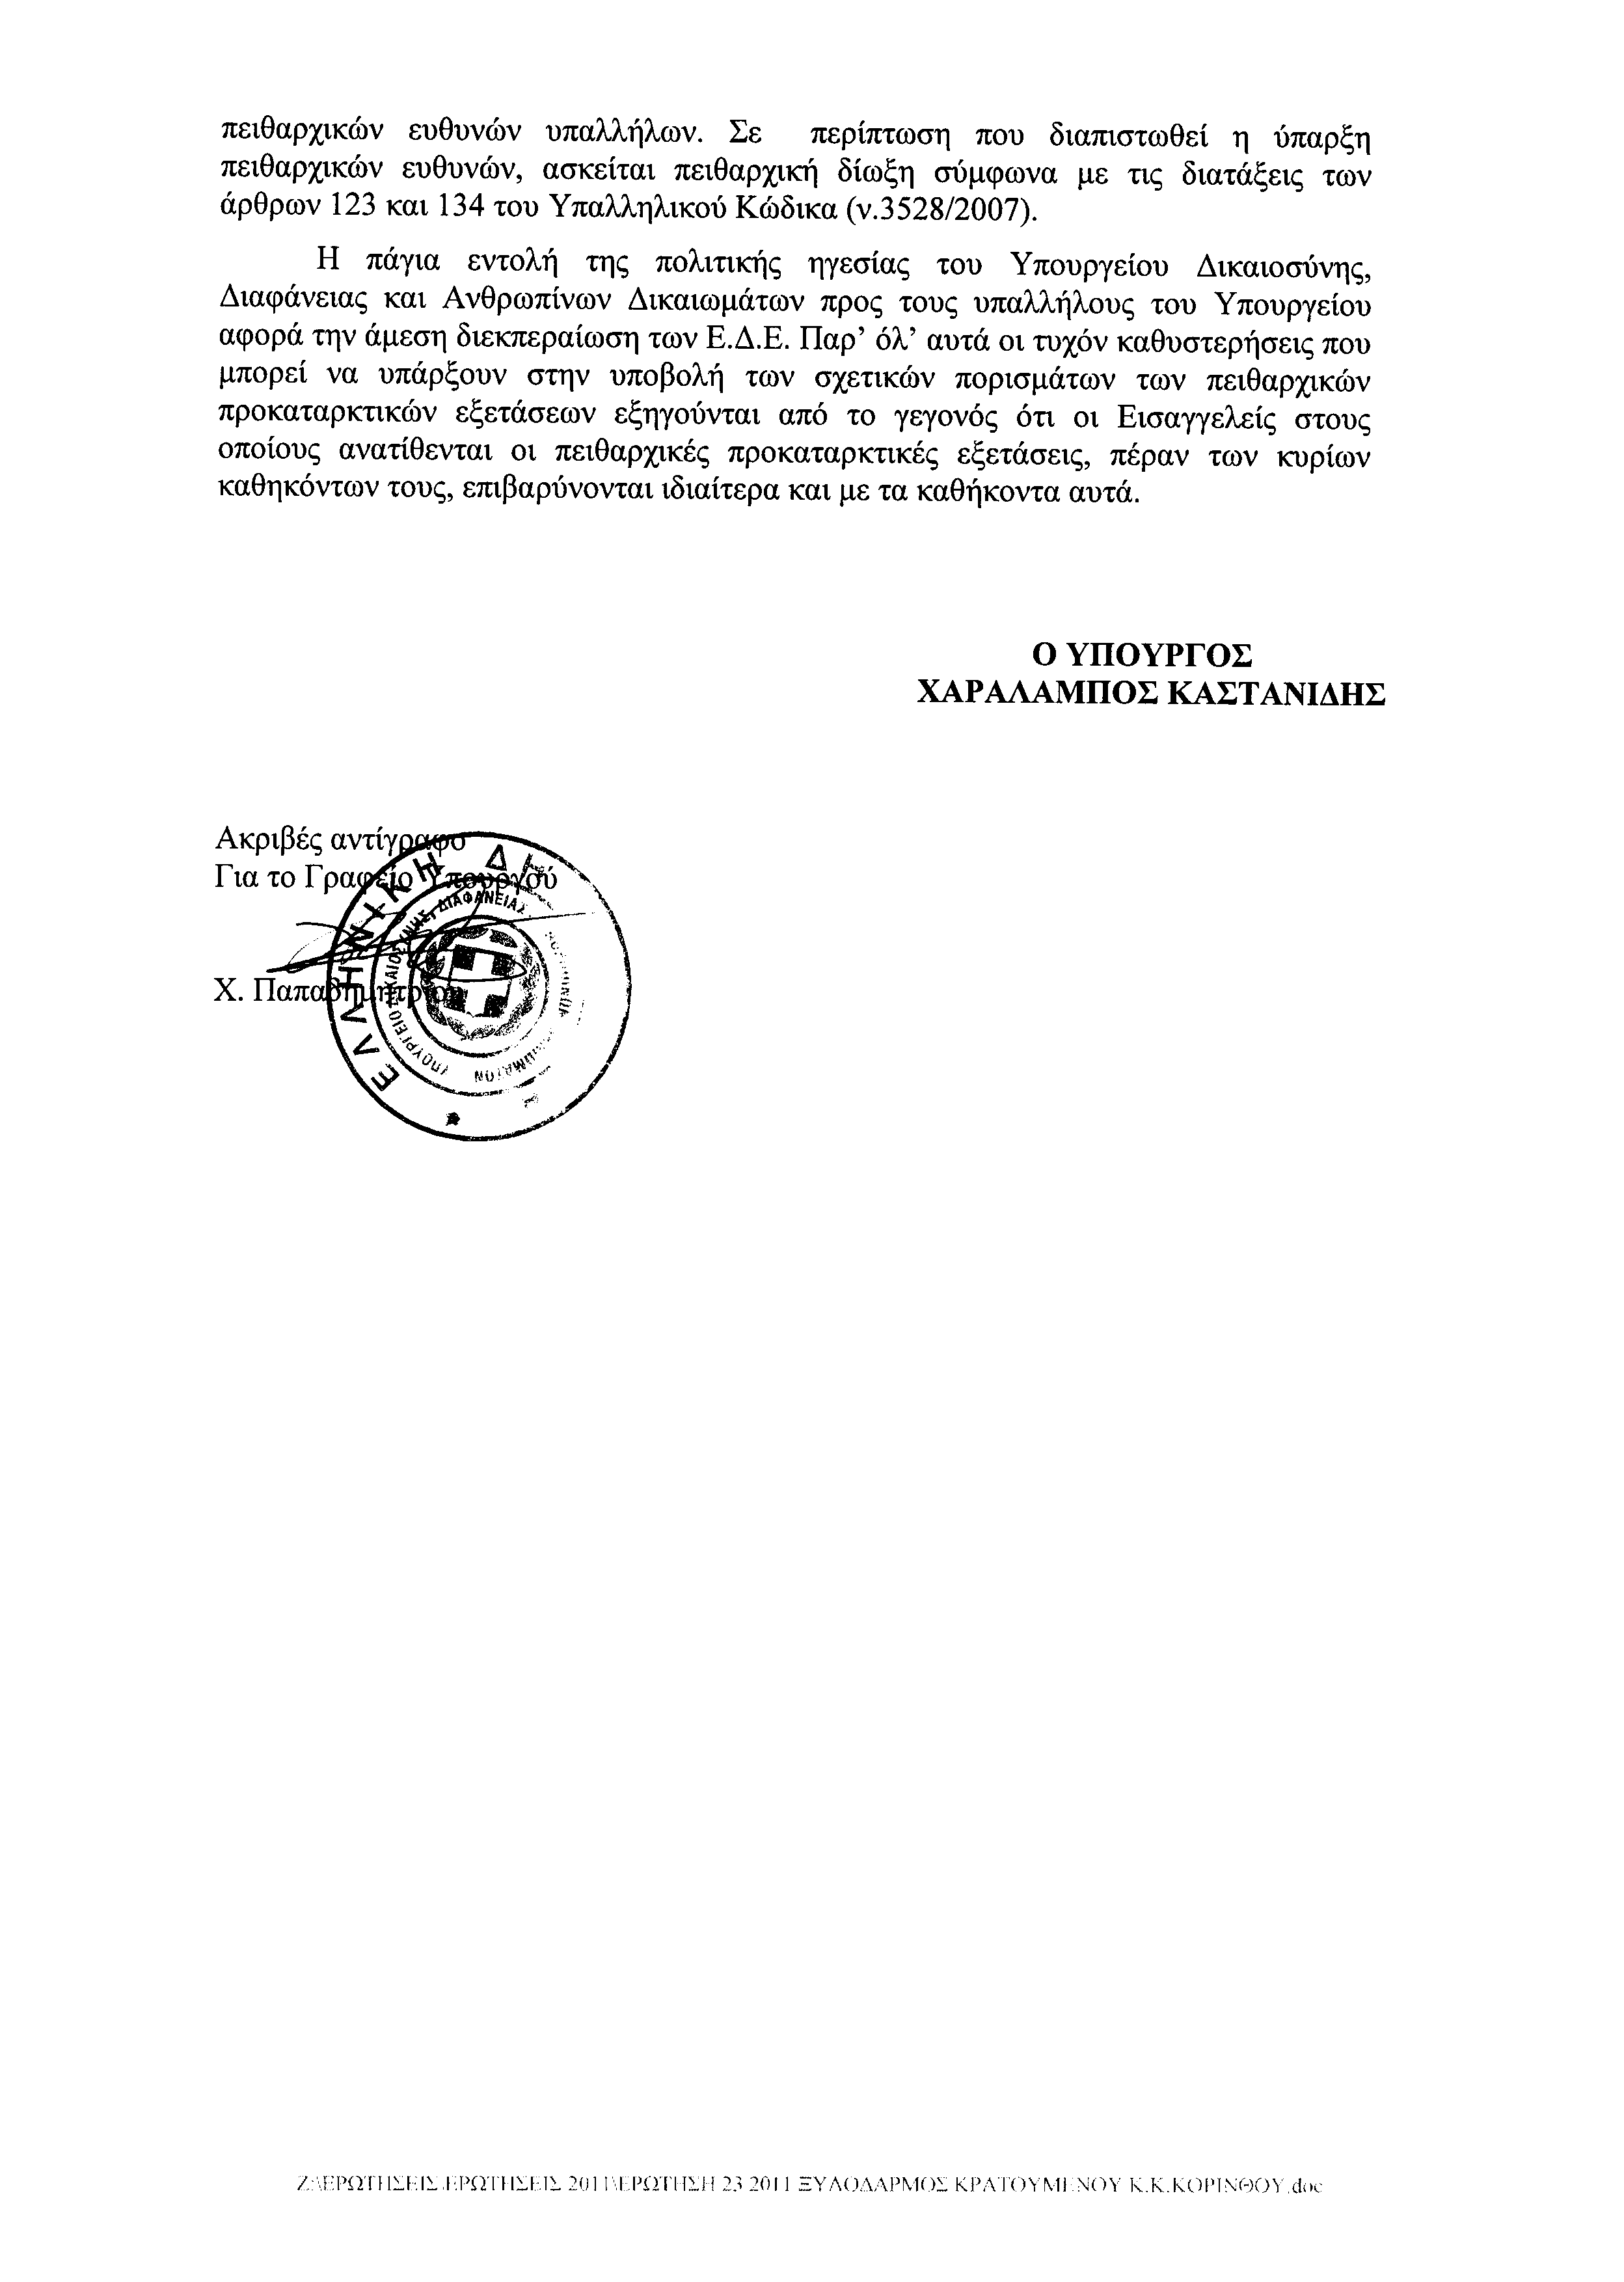 πειθαρχικών ευθυνών υπαλλήλων. Σε περίπτωση που διαπιστωθεί η ύπαρξη
πειθαρχικών ευθυνών, ασκείται πειθαρχική δίωξη σύμφωνα με τις διατάξεις των
άρθρων 123 και 134 του Υπαλληλικού Κώδικα (ν.3528/2007).
Η πάγια εντολή της πολιτικής ηγεσίας του Υπουργείου Δικαιοσύνης,
Διαφάνειας και Ανθρωπίνων Δικαιωμάτων προς τους υπαλλήλους του Υπουργείου
αφορά την άμεση διεκπεραίωση των Ε.Δ.Ε. Παρ’ όλ’ αυτά οι τυχόν καθυστερήσεις που
μπορεί να υπάρξουν στην υποβολή των σχετικών πορισμάτων των πειθαρχικών
προκαταρκτικών εξετάσεων εξηγούνται από το γεγονός ότι οι Εισαγγελείς στους
οποίους ανατίθενται οι πειθαρχικές προκαταρκτικές εξετάσεις, πέραν των κυρίων
καθηκόντων τους, επιβαρύνονται ιδιαίτερα και με τα καθήκοντα αυτά.
Ο ΥΠΟΥΡΓΟΣ
ΧΑΡΑΛΑΜΠΟΣ ΚΑΣΤΑΝΙΔΗΣ
Ακριβές αντίγραφο
Για το Γραφείο Υπουργού
Χ. Παπαδημητρίου
ΕΛΛΗΝΙΚΗ ΔΗ
ΔΙΑΦΑΝΕΙΑΣ
Z:\ΕΡΩΤΗΣΕΙΣ\ΕΡΩΤΗΣΕΙΣ 2011\ΕΡΩΤΗΣΗ 23 2011 ΞΥΛΟΔΑΡΜΟΣ ΚΡΑΤΟΥΜΕΝΟΥ Κ.Κ.ΚΟΡΙΝΘΟΥ.doc